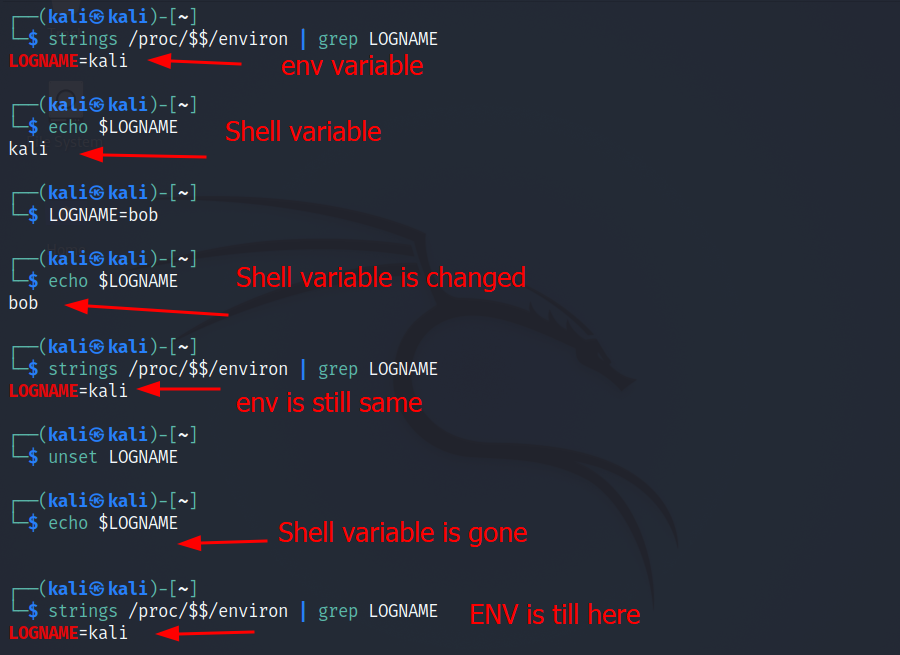 ┌──(kali㉿kali)-[~]
└─$ strings /proc/$$/environ | grep LOGNAME
LOGNAME=kali
env variable
┌──(kali㉿kali)-[~]
└─$ echo $LOGNAME
Shell variable
kali
┌──(kali㉿kali)-[~]
└─$ LOGNAME=bob
┌──(kali㉿kali)-[~]
└─$ echo $LOGNAME
Shell variable is changed
bob
┌──(kali㉿kali)-[~]
└─$ strings /proc/$$/environ | grep LOGNAME
LOGNAME=kali
env is still same
┌──(kali㉿kali)-[~]
└─$ unset LOGNAME
┌──(kali㉿kali)-[~]
└─$ echo $LOGNAME
Shell variable is gone
┌──(kali㉿kali)-[~]
└─$ strings /proc/$$/environ | grep LOGNAME
ENV is till here
LOGNAME=kali